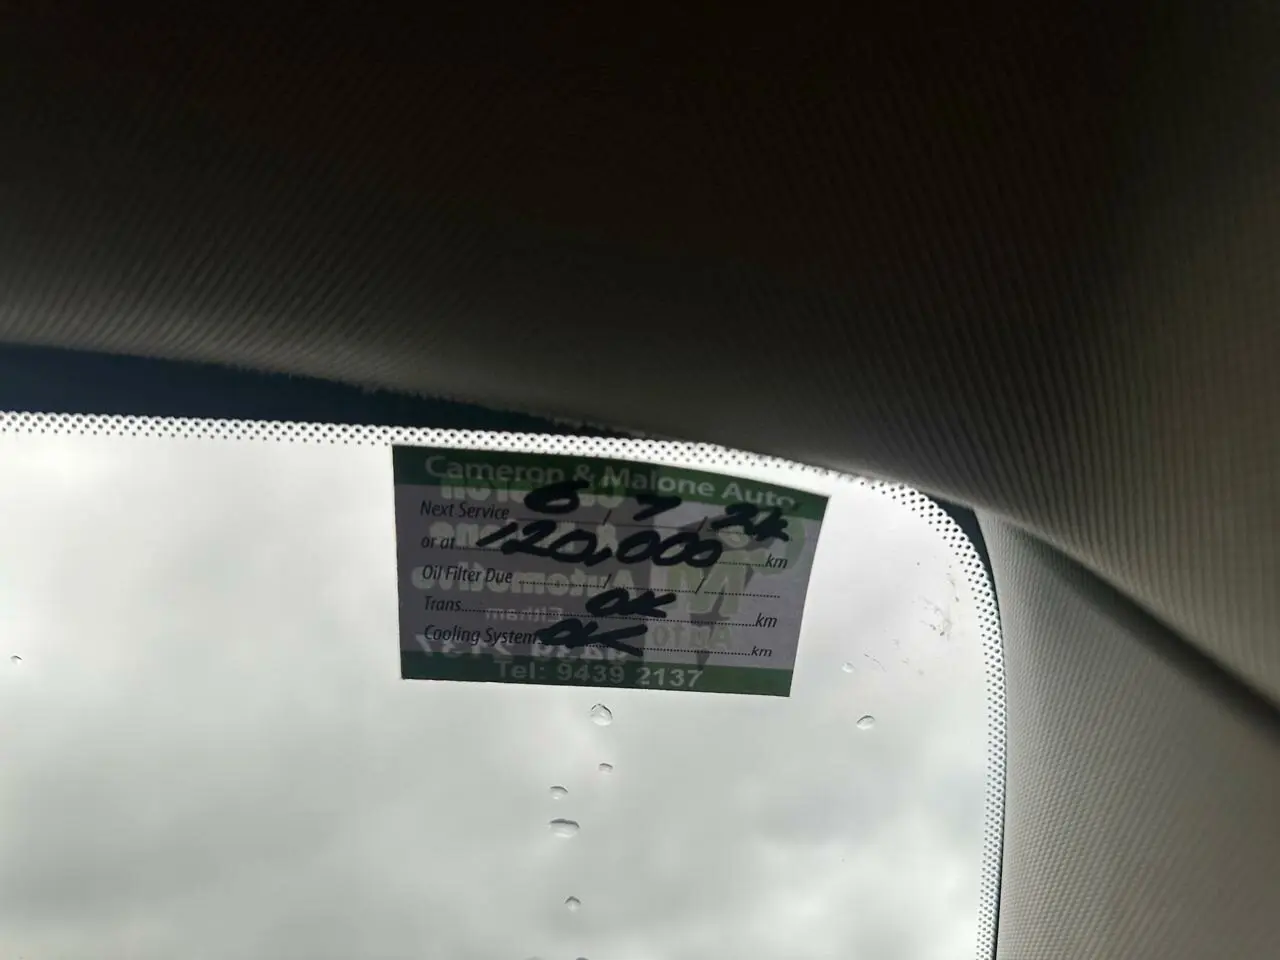 Cameron & Malone Auto
Next Service 6 / 7 / 24
or at 120,000 km
Oil Filter Due / /
Trans OK km
Cooling System OK km
Tel: 9439 2137